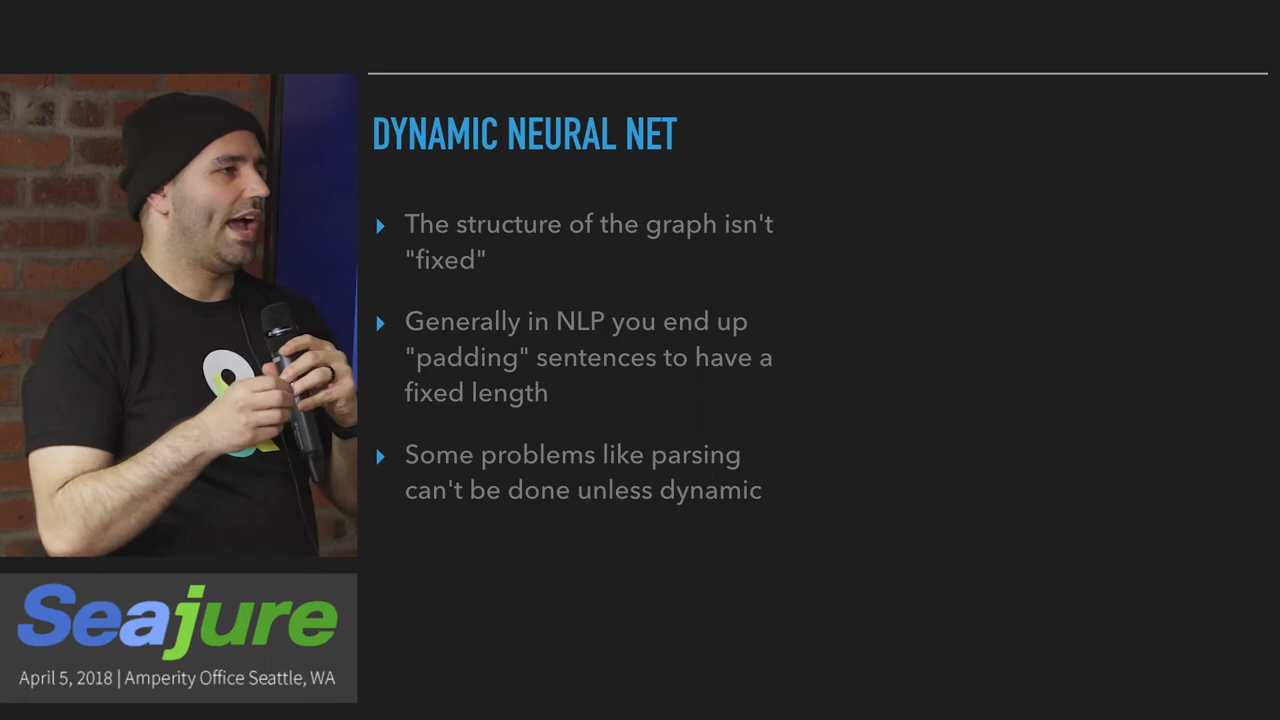 DYNAMIC NEURAL NET
The structure of the graph isn't
"fixed"
Generally in NLP you end up
"padding" sentences to have a
fixed length
Some problems like parsing
can't be done unless dynamic
Seajure
April 5, 2018 | Amperity Office Seattle, WA